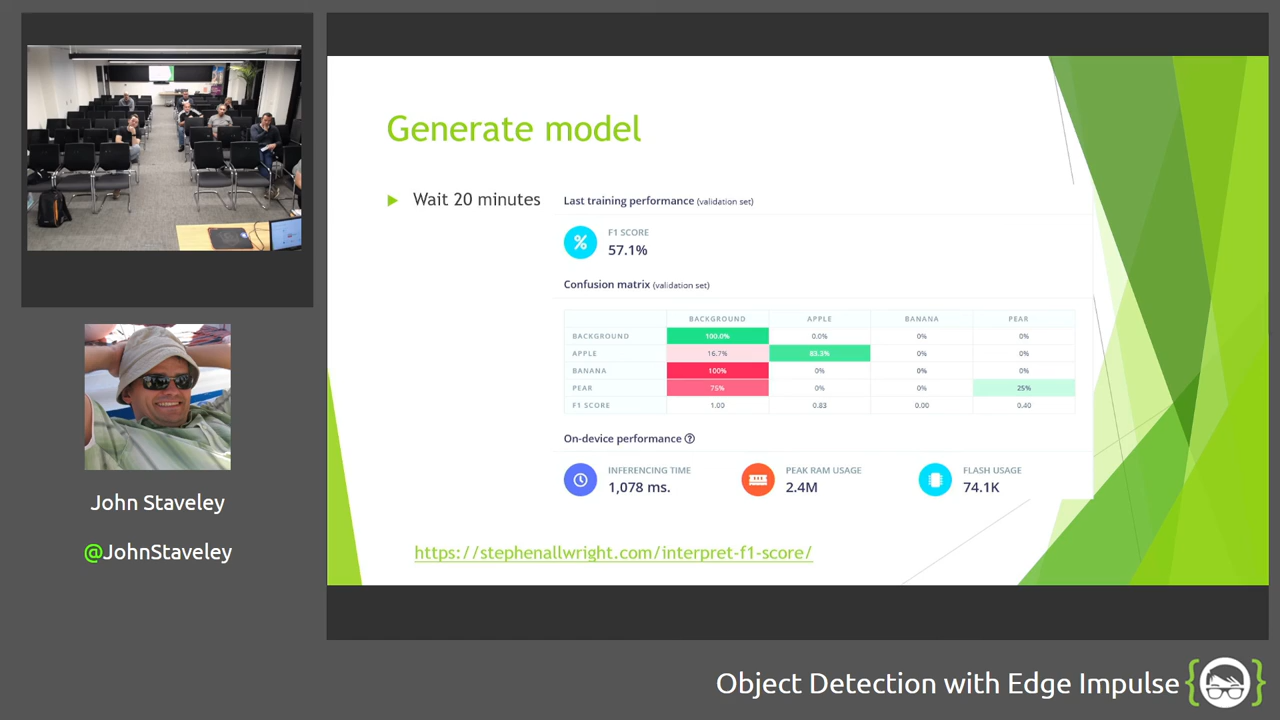 Generate model
Wait 20 minutes
Last training performance (validation set)
%
F1 SCORE
57.1%
Confusion matrix (validation set)
BACKGROUND APPLE BANANA PEAR
BACKGROUND 100.0% 0.0% 0% 0%
APPLE 16.7% 83.3% 0% 0%
BANANA 100% 0% 0% 0%
PEAR 75% 0% 0% 25%
F1 SCORE 1.00 0.83 0.00 0.40
On-device performance ?
INFERENCING TIME
1,078 ms.
PEAK RAM USAGE
2.4M
FLASH USAGE
74.1K
https://stephenallwright.com/interpret-f1-score/
John Staveley
@JohnStaveley
Object Detection with Edge Impulse